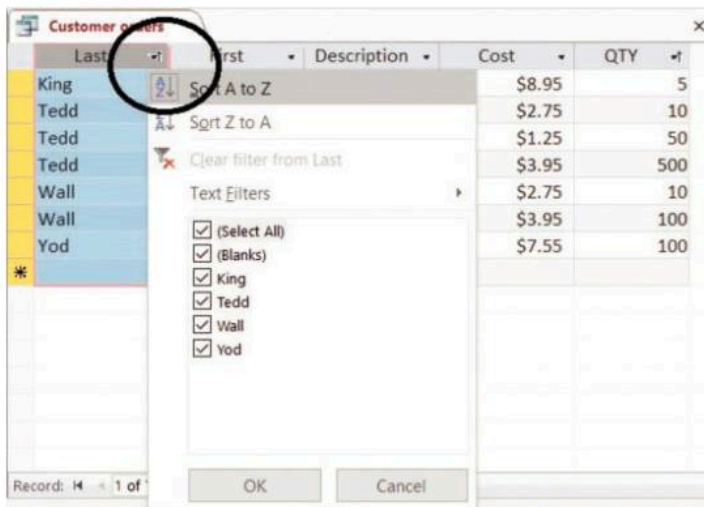 Customer orders
Last First Description Cost QTY
King $8.95 5
Tedd $2.75 10
Tedd $1.25 50
Tedd $3.95 500
Wall $2.75 10
Wall $3.95 100
Yod $7.55 100
Sort A to Z
Sort Z to A
Clear filter from Last
Text Filters
(Select All)
(Blanks)
King
Tedd
Wall
Yod
OK Cancel
Record: 1 of